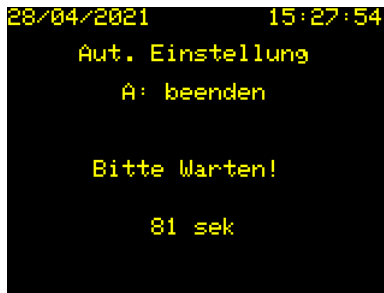 28/04/2021 15:27:54
Aut. Einstellung
A: beenden
Bitte Warten!
81 sek